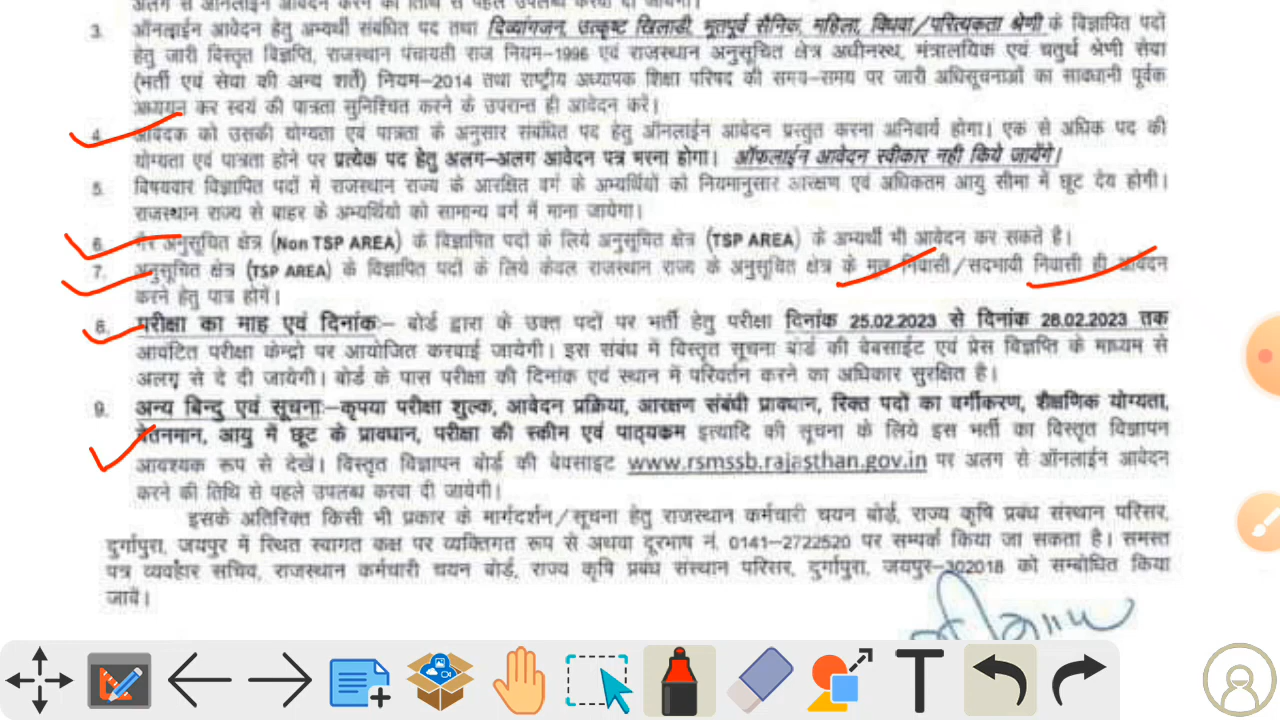 अलग से ऑनलाईन आवेदन करने की तिथि से पहले उपलब्ध करवा दी जायेगी।
3. ऑनलाईन आवेदन हेतु अभ्यर्थी संबंधित पद तथा दिव्यांगजन, उत्कृष्ट खिलाडी, भूतपूर्व सैनिक, महिला, विधवा/परित्यकता श्रेणी के विज्ञापित पदों
हेतु जारी विस्तृत विज्ञप्ति, राजस्थान पंचायती राज नियम–1996 एवं राजस्थान अनुसूचित क्षेत्र अधीनस्थ, मंत्रालयिक एवं चतुर्थ श्रेणी सेवा
(भर्ती एवं सेवा की अन्य शर्तें) नियम–2014 तथा राष्ट्रीय अध्यापक शिक्षा परिषद की समय–समय पर जारी अधिसूचनाओं का सावधानी पूर्वक
अध्ययन कर स्वयं की पात्रता सुनिश्चित करने के उपरान्त ही आवेदन करें।
4. आवेदक को उसकी योग्यता एवं पात्रता के अनुसार संबंधित पद हेतु ऑनलाईन आवेदन प्रस्तुत करना अनिवार्य होगा। एक से अधिक पद की
योग्यता एवं पात्रता होने पर प्रत्येक पद हेतु अलग–अलग आवेदन पत्र भरना होगा। ऑफलाईन आवेदन स्वीकार नही किये जायेंगे।
5. विषयवार विज्ञापित पदों में राजस्थान राज्य के आरक्षित वर्ग के अभ्यर्थियों को नियमानुसार आरक्षण एवं अधिकतम आयु सीमा में छूट देय होगी।
राजस्थान राज्य से बाहर के अभ्यर्थियो को सामान्य वर्ग में माना जायेगा।
6. गैर अनुसूचित क्षेत्र (Non TSP AREA) के विज्ञापित पदों के लिये अनुसूचित क्षेत्र (TSP AREA) के अभ्यर्थी भी आवेदन कर सकते है।
7. अनुसूचित क्षेत्र (TSP AREA) के विज्ञापित पदों के लिये केवल राजस्थान राज्य के अनुसूचित क्षेत्र के मूल निवासी/सदभावी निवासी ही आवेदन
करने हेतु पात्र होगें।
8. परीक्षा का माह एवं दिनांक:– बोर्ड द्वारा के उक्त पदों पर भर्ती हेतु परीक्षा दिनांक 25.02.2023 से दिनांक 28.02.2023 तक
आवंटित परीक्षा केन्द्रो पर आयोजित करवाई जायेगी। इस संबंध में विस्तृत सूचना बोर्ड की वेबसाईट एवं प्रेस विज्ञप्ति के माध्यम से
अलग से दे दी जायेगी। बोर्ड के पास परीक्षा की दिनांक एवं स्थान में परिवर्तन करने का अधिकार सुरक्षित है।
9. अन्य बिन्दु एवं सूचना:–कृपया परीक्षा शुल्क, आवेदन प्रक्रिया, आरक्षण संबंधी प्रावधान, रिक्त पदों का वर्गीकरण, शैक्षणिक योग्यता,
वेतनमान, आयु में छूट के प्रावधान, परीक्षा की स्कीम एवं पाठ्यकम इत्यादि की सूचना के लिये इस भर्ती का विस्तृत विज्ञापन
आवश्यक रूप से देखें। विस्तृत विज्ञापन बोर्ड की वेबसाइट www.rsmssb.rajasthan.gov.in पर अलग से ऑनलाईन आवेदन
करने की तिथि से पहले उपलब्ध करवा दी जायेगी।
इसके अतिरिक्त किसी भी प्रकार के मार्गदर्शन/सूचना हेतु राजस्थान कर्मचारी चयन बोर्ड, राज्य कृषि प्रबंध संस्थान परिसर,
दुर्गापुरा, जयपुर में स्थित स्वागत कक्ष पर व्यक्तिगत रूप से अथवा दूरभाष नं. 0141–2722520 पर सम्पर्क किया जा सकता है। समस्त
पत्र व्यवहार सचिव, राजस्थान कर्मचारी चयन बोर्ड, राज्य कृषि प्रबंध संस्थान परिसर, दुर्गापुरा, जयपुर–302018 को सम्बोधित किया
जावें।
T